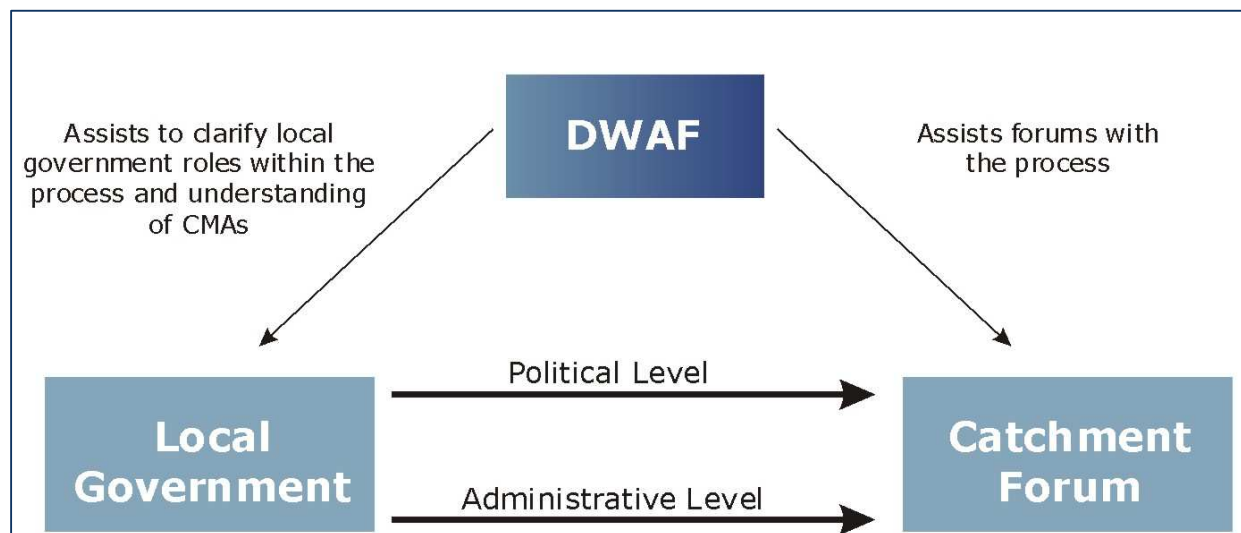 DWAF
Assists to clarify local
government roles within the
process and understanding
of CMAs
Assists forums with
the process
Political Level
Local
Government
Catchment
Forum
Administrative Level